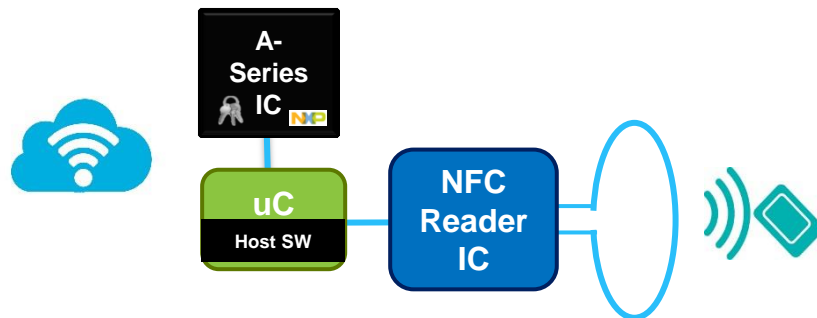 A-
Series
IC
NXP
uC
Host SW
NFC
Reader
IC